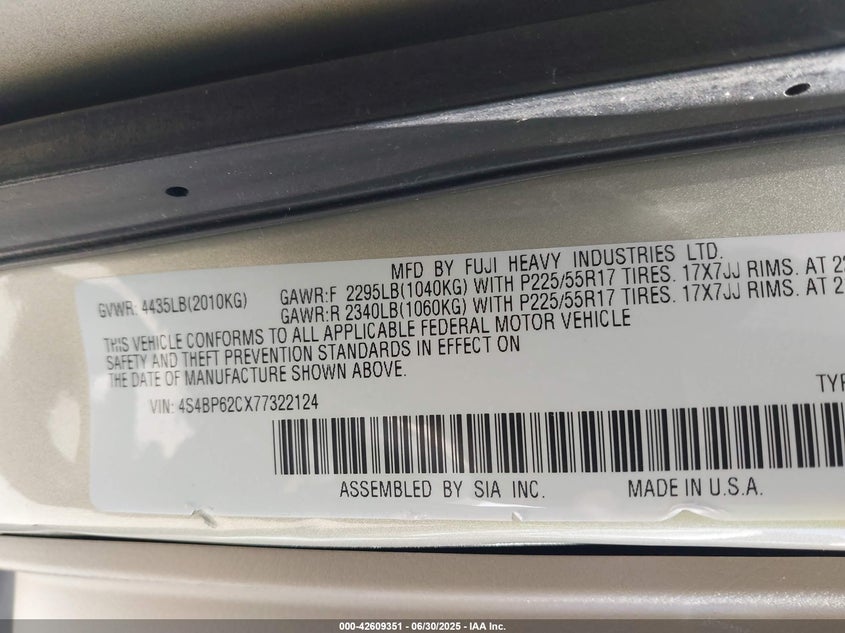 MFD BY FUJI HEAVY INDUSTRIES LTD.
GVWR: 4435LB(2010KG)
GAWR:F 2295LB(1040KG) WITH P225/55R17 TIRES. 17X7JJ RIMS. AT 22
GAWR:R 2340LB(1060KG) WITH P225/55R17 TIRES. 17X7JJ RIMS. AT 2
THIS VEHICLE CONFORMS TO ALL APPLICABLE FEDERAL MOTOR VEHICLE
SAFETY AND THEFT PREVENTION STANDARDS IN EFFECT ON
THE DATE OF MANUFACTURE SHOWN ABOVE.
VIN: 4S4BP62CX77322124
TYP
ASSEMBLED BY SIA INC. MADE IN U.S.A.
000-42609351 | 06/30/2025 - IAA Inc.